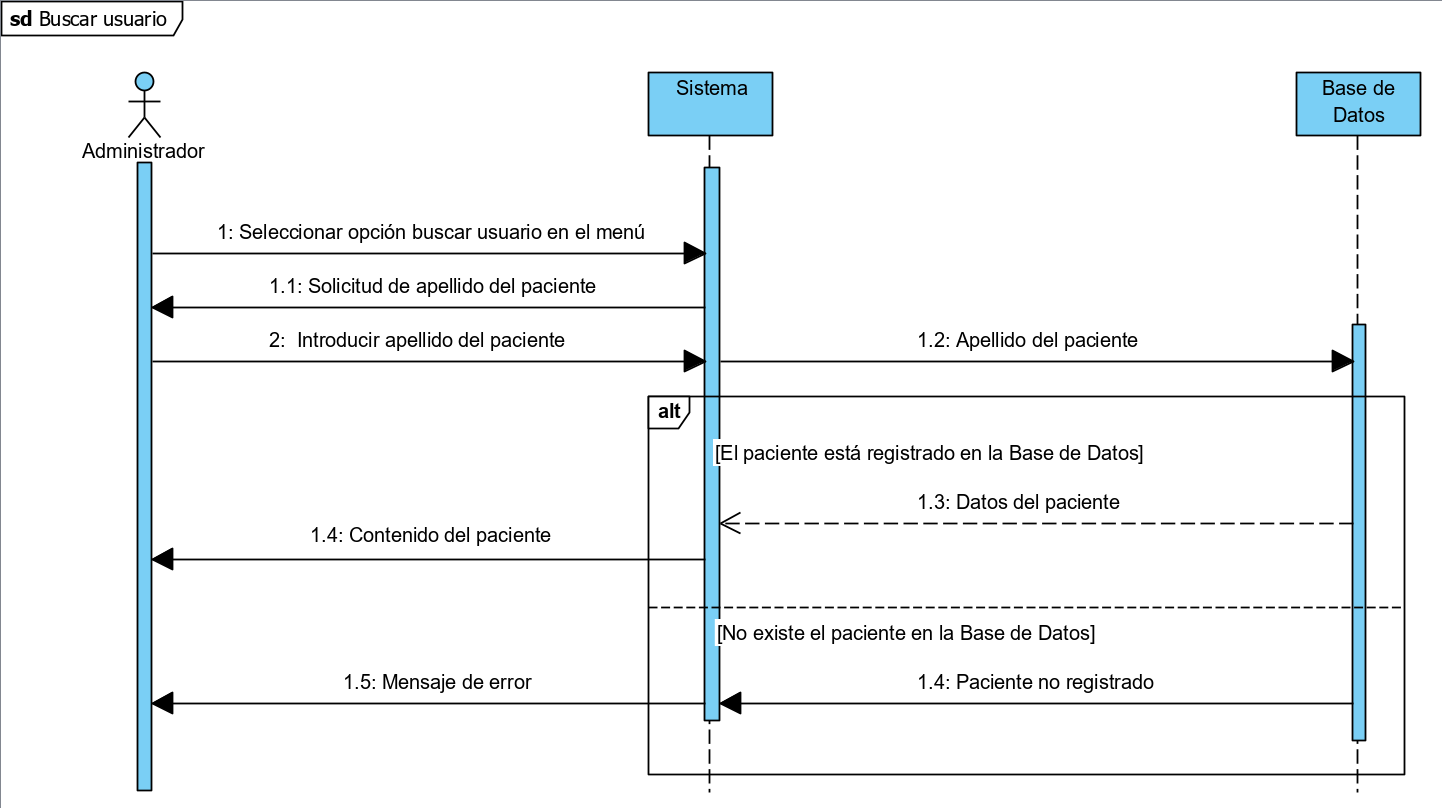 sd Buscar usuario
Sistema
Base de
Datos
Administrador
1: Seleccionar opción buscar usuario en el menú
1.1: Solicitud de apellido del paciente
2:  Introducir apellido del paciente
1.2: Apellido del paciente
alt
[El paciente está registrado en la Base de Datos]
1.3: Datos del paciente
1.4: Contenido del paciente
[No existe el paciente en la Base de Datos]
1.5: Mensaje de error
1.4: Paciente no registrado